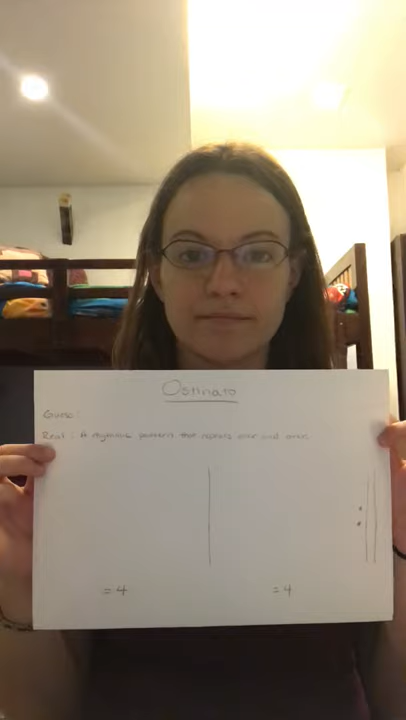 Ostinato
Guess:
Real: A rhythmic pattern that repeats over and over.
= 4 = 4